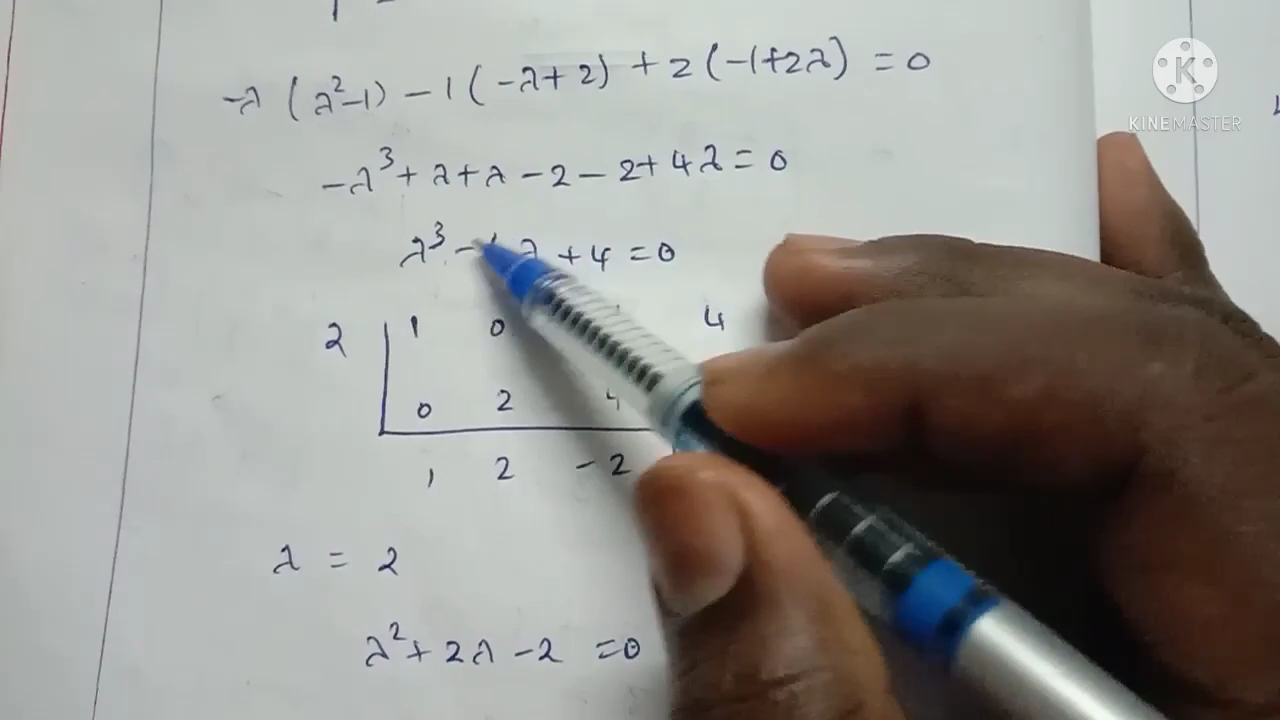 -λ (λ²-1) - 1 (-λ+2) + 2 (-1+2λ) = 0
K
KINEMASTER
-λ³ + λ + λ - 2 - 2 + 4λ = 0
λ³ - λ + 4 = 0
2 1 0 4
0 2 4
1 2 -2
λ = 2
λ² + 2λ - 2 = 0